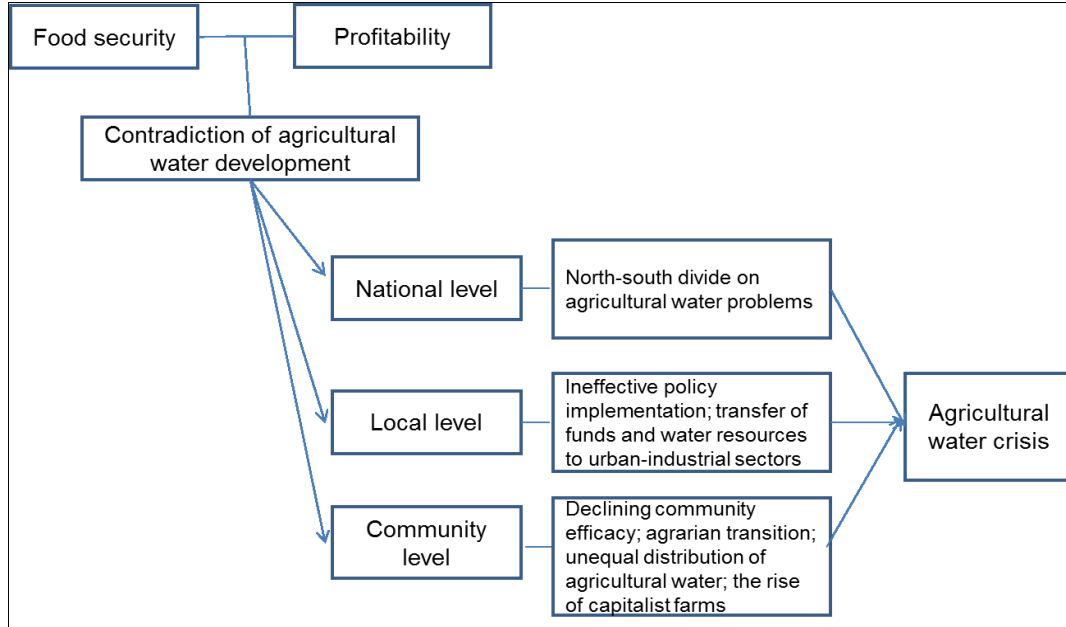 Food security
Profitability
Contradiction of agricultural
water development
National level
North-south divide on
agricultural water problems
Local level
Ineffective policy
implementation; transfer of
funds and water resources
to urban-industrial sectors
Agricultural
water crisis
Community
level
Declining community
efficacy; agrarian transition;
unequal distribution of
agricultural water; the rise
of capitalist farms